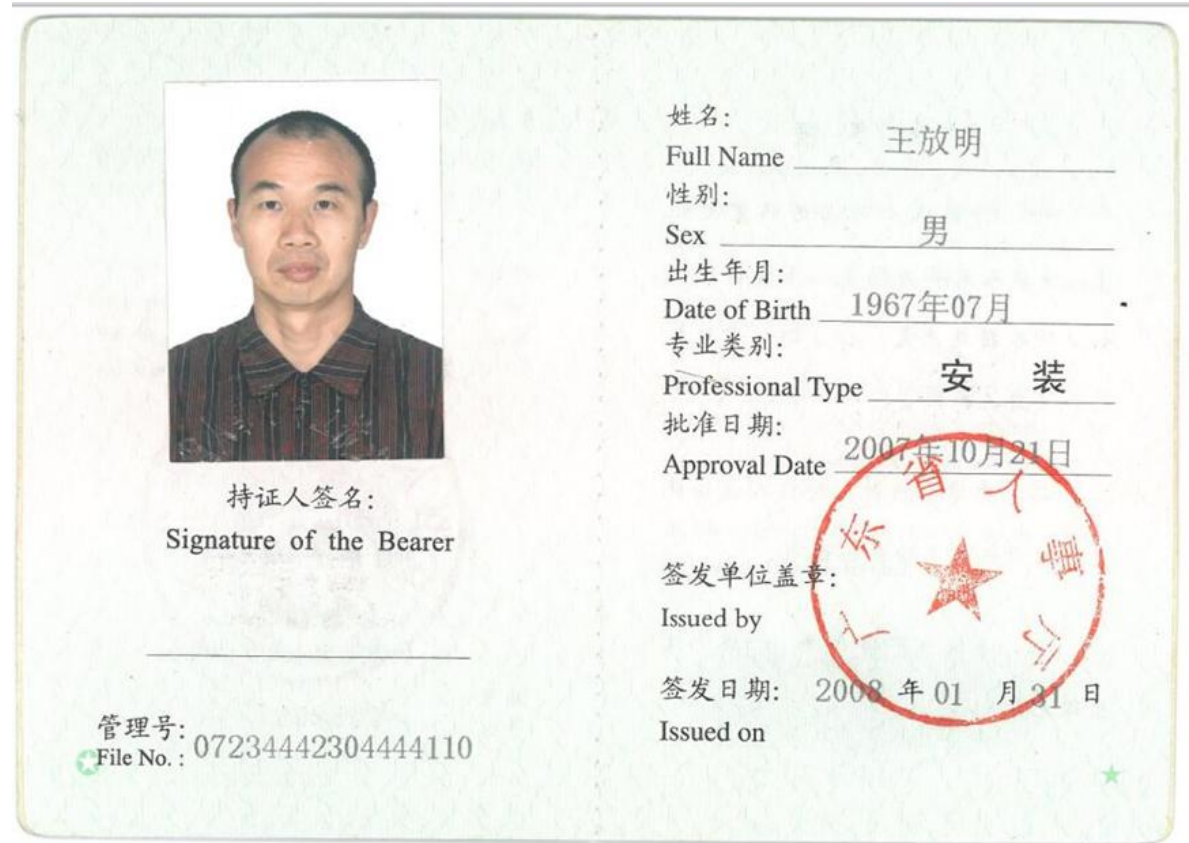 持证人签名:
Signature of the Bearer
管理号:
File No. : 07234442304444110
姓名:
Full Name 王放明
性别:
Sex 男
出生年月:
Date of Birth 1967年07月
专业类别:
Professional Type 安 装
批准日期:
Approval Date 2007年10月21日
广东省人事厅
签发单位盖章:
Issued by
签发日期: 2008 年 01 月 31 日
Issued on